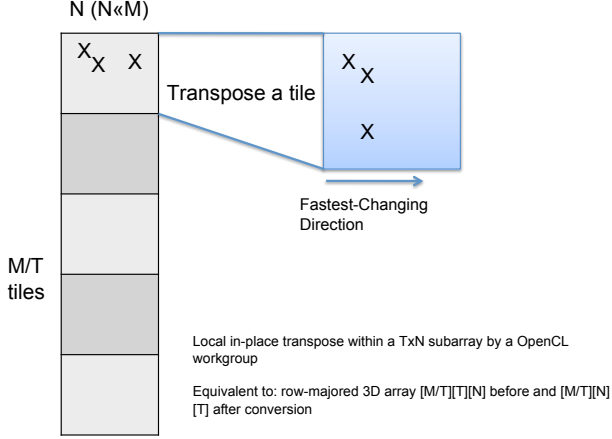 N (N«M)
X
X X
Transpose a tile
X
X
X
Fastest-Changing
Direction
M/T
tiles
Local in-place transpose within a TxN subarray by a OpenCL
workgroup
Equivalent to: row-majored 3D array [M/T][T][N] before and [M/T][N]
[T] after conversion